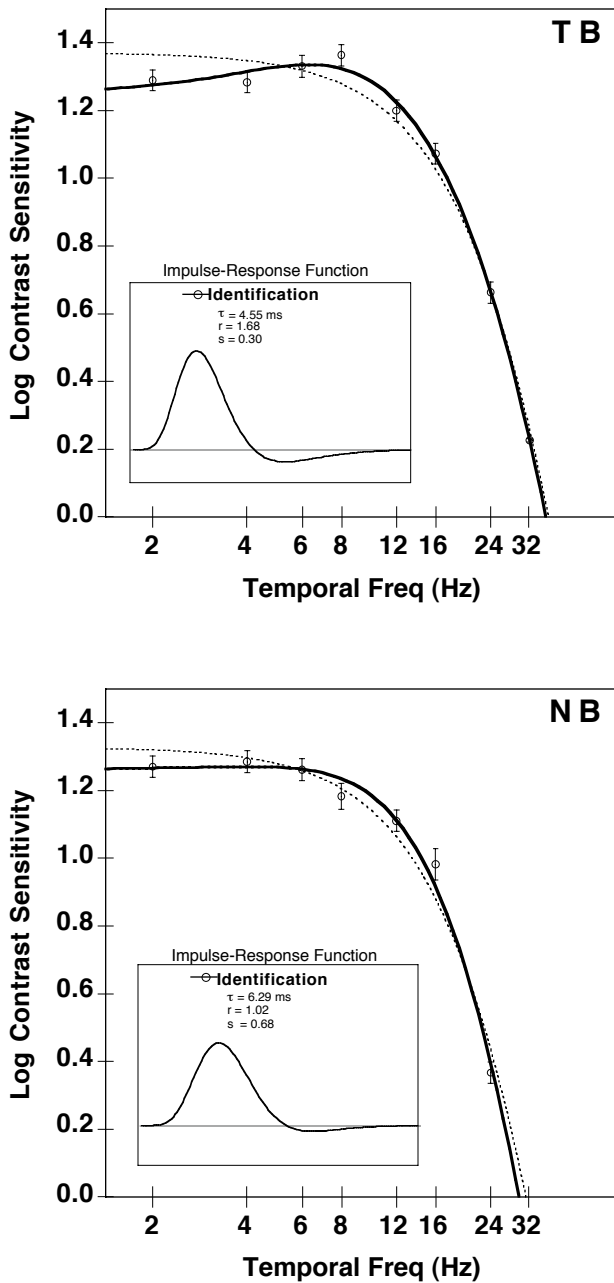 T B
1.4
1.2
1.0
0.8
0.6
0.4
0.2
0.0
Log Contrast Sensitivity
Impulse-Response Function
Identification
τ = 4.55 ms
r = 1.68
s = 0.30
2 4 6 8 12 16 24 32
Temporal Freq (Hz)
N B
1.4
1.2
1.0
0.8
0.6
0.4
0.2
0.0
Log Contrast Sensitivity
Impulse-Response Function
Identification
τ = 6.29 ms
r = 1.02
s = 0.68
2 4 6 8 12 16 24 32
Temporal Freq (Hz)